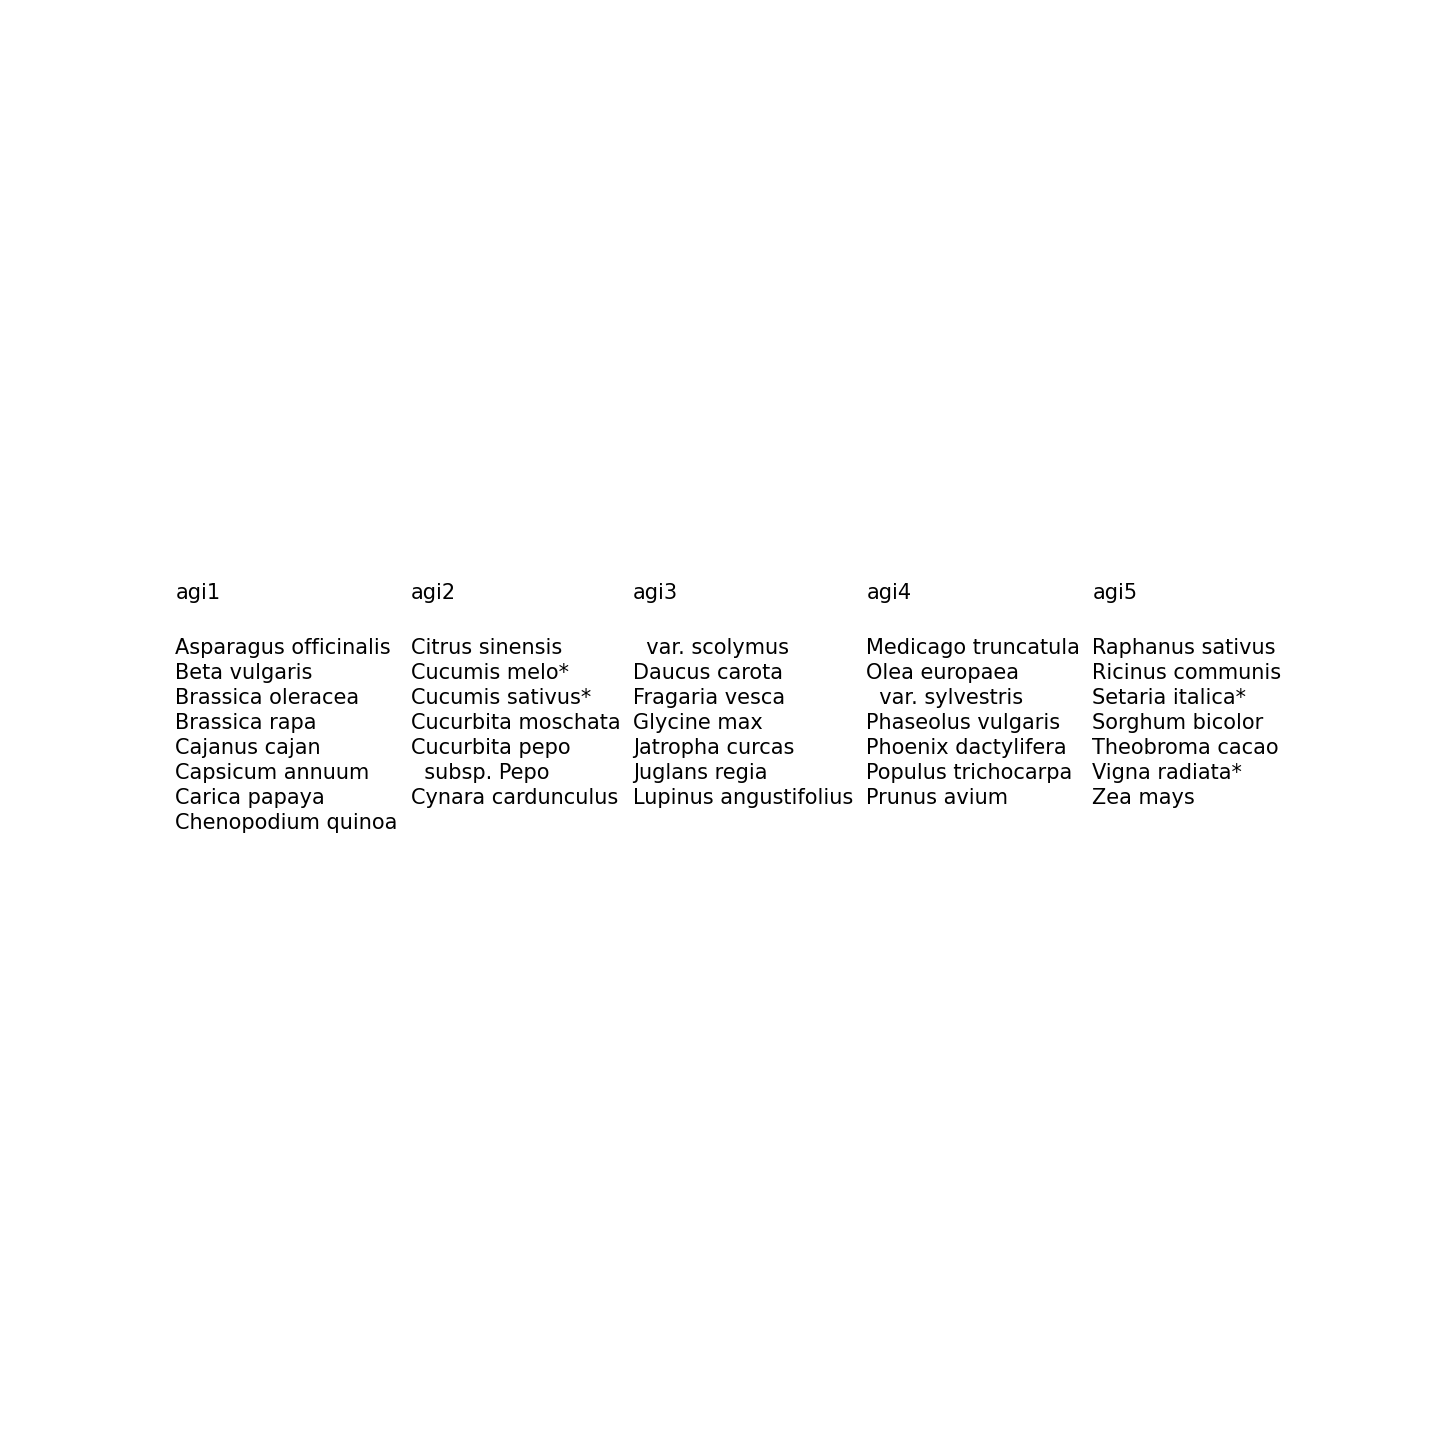 agi1
Asparagus officinalis
Beta vulgaris
Brassica oleracea
Brassica rapa
Cajanus cajan
Capsicum annuum
Carica papaya
Chenopodium quinoa
agi2
Citrus sinensis
Cucumis melo*
Cucumis sativus*
Cucurbita moschata
Cucurbita pepo
subsp. Pepo
Cynara cardunculus
agi3
var. scolymus
Daucus carota
Fragaria vesca
Glycine max
Jatropha curcas
Juglans regia
Lupinus angustifolius
agi4
Medicago truncatula
Olea europaea
var. sylvestris
Phaseolus vulgaris
Phoenix dactylifera
Populus trichocarpa
Prunus avium
agi5
Raphanus sativus
Ricinus communis
Setaria italica*
Sorghum bicolor
Theobroma cacao
Vigna radiata*
Zea mays